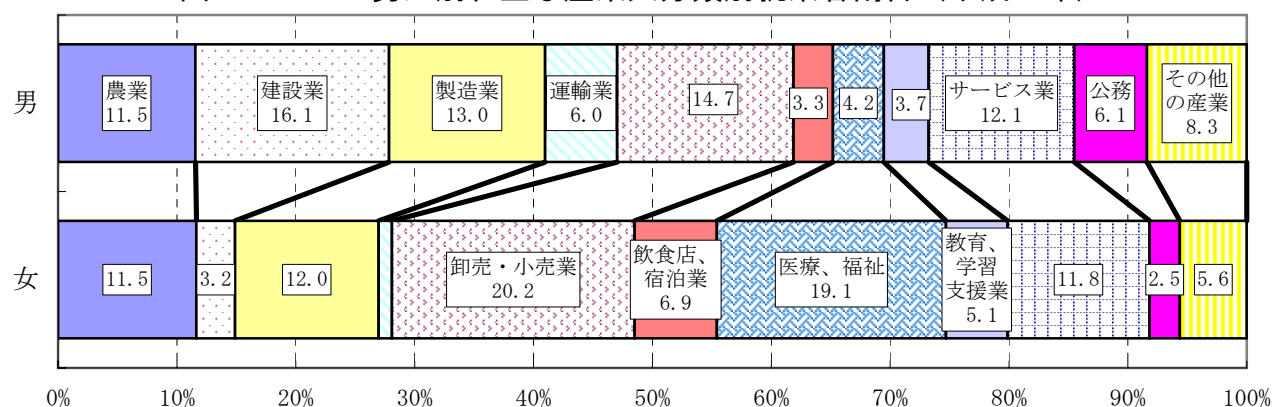 男
農業
11.5
建設業
16.1
製造業
13.0
運輸業
6.0
14.7
3.3
4.2
3.7
サービス業
12.1
公務
6.1
その他
の産業
8.3
女
11.5
3.2
12.0
卸売・小売業
20.2
飲食店、
宿泊業
6.9
医療、福祉
19.1
教育、
学習
支援業
5.1
11.8
2.5
5.6
0%
10%
20%
30%
40%
50%
60%
70%
80%
90%
100%